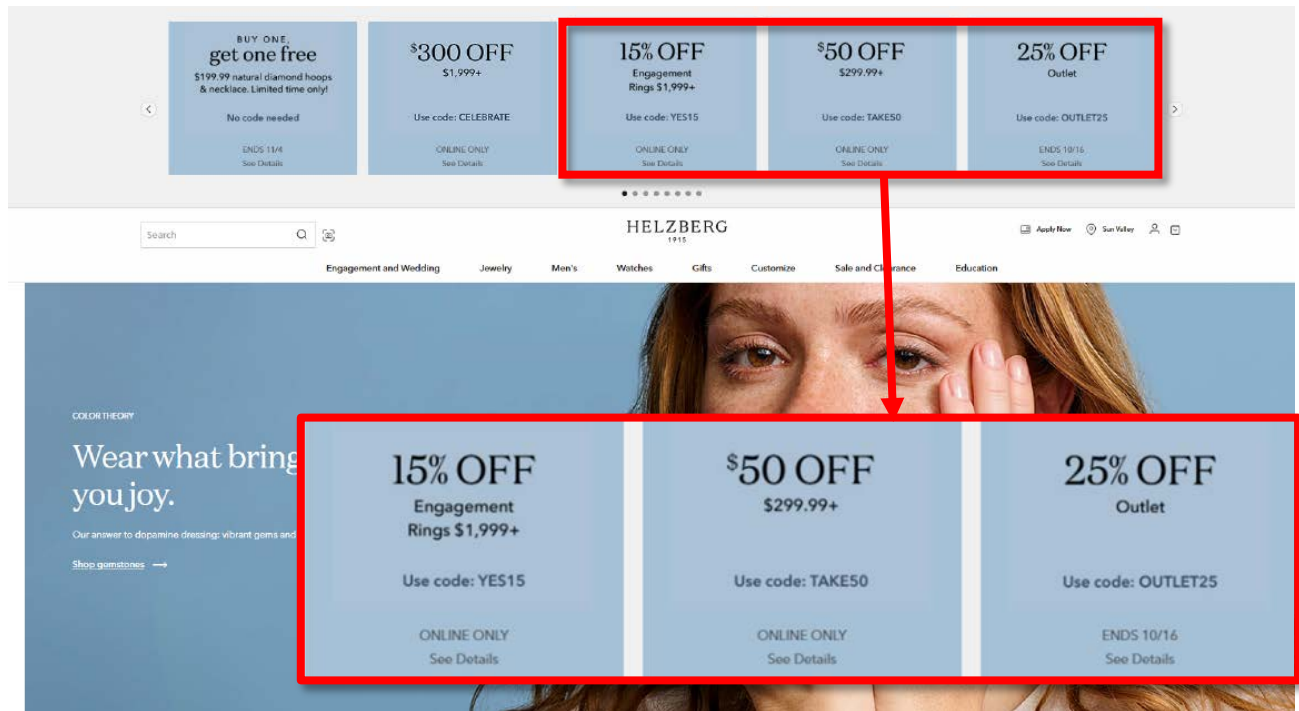 BUY ONE,
get one free
$199.99 natural diamond hoops
& necklace. Limited time only!
No code needed
ENDS 11/4
See Details
$300 OFF
$1,999+
Use code: CELEBRATE
ONLINE ONLY
See Details
15% OFF
Engagement
Rings $1,999+
Use code: YES15
ONLINE ONLY
See Details
$50 OFF
$299.99+
Use code: TAKE50
ONLINE ONLY
See Details
25% OFF
Outlet
Use code: OUTLET25
ENDS 10/16
See Details
Search
HELZBERG
1915
Apply Now
Sun Valley
Engagement and Wedding
Jewelry
Men's
Watches
Gifts
Customize
Sale and Clearance
Education
COLOR THEORY
Wear what bring
you joy.
Our answer to dopamine dressing: vibrant gems and
Shop gemstones
15% OFF
Engagement
Rings $1,999+
Use code: YES15
ONLINE ONLY
See Details
$50 OFF
$299.99+
Use code: TAKE50
ONLINE ONLY
See Details
25% OFF
Outlet
Use code: OUTLET25
ENDS 10/16
See Details